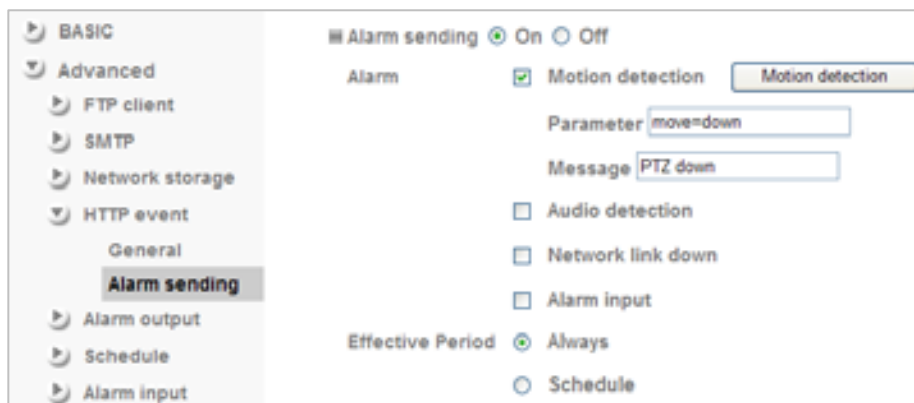 BASIC
Advanced
FTP client
SMTP
Network storage
HTTP event
General
Alarm sending
Alarm output
Schedule
Alarm input
Alarm sending On Off
Alarm Motion detection Motion detection
Parameter move=down
Message PTZ down
Audio detection
Network link down
Alarm input
Effective Period Always
Schedule